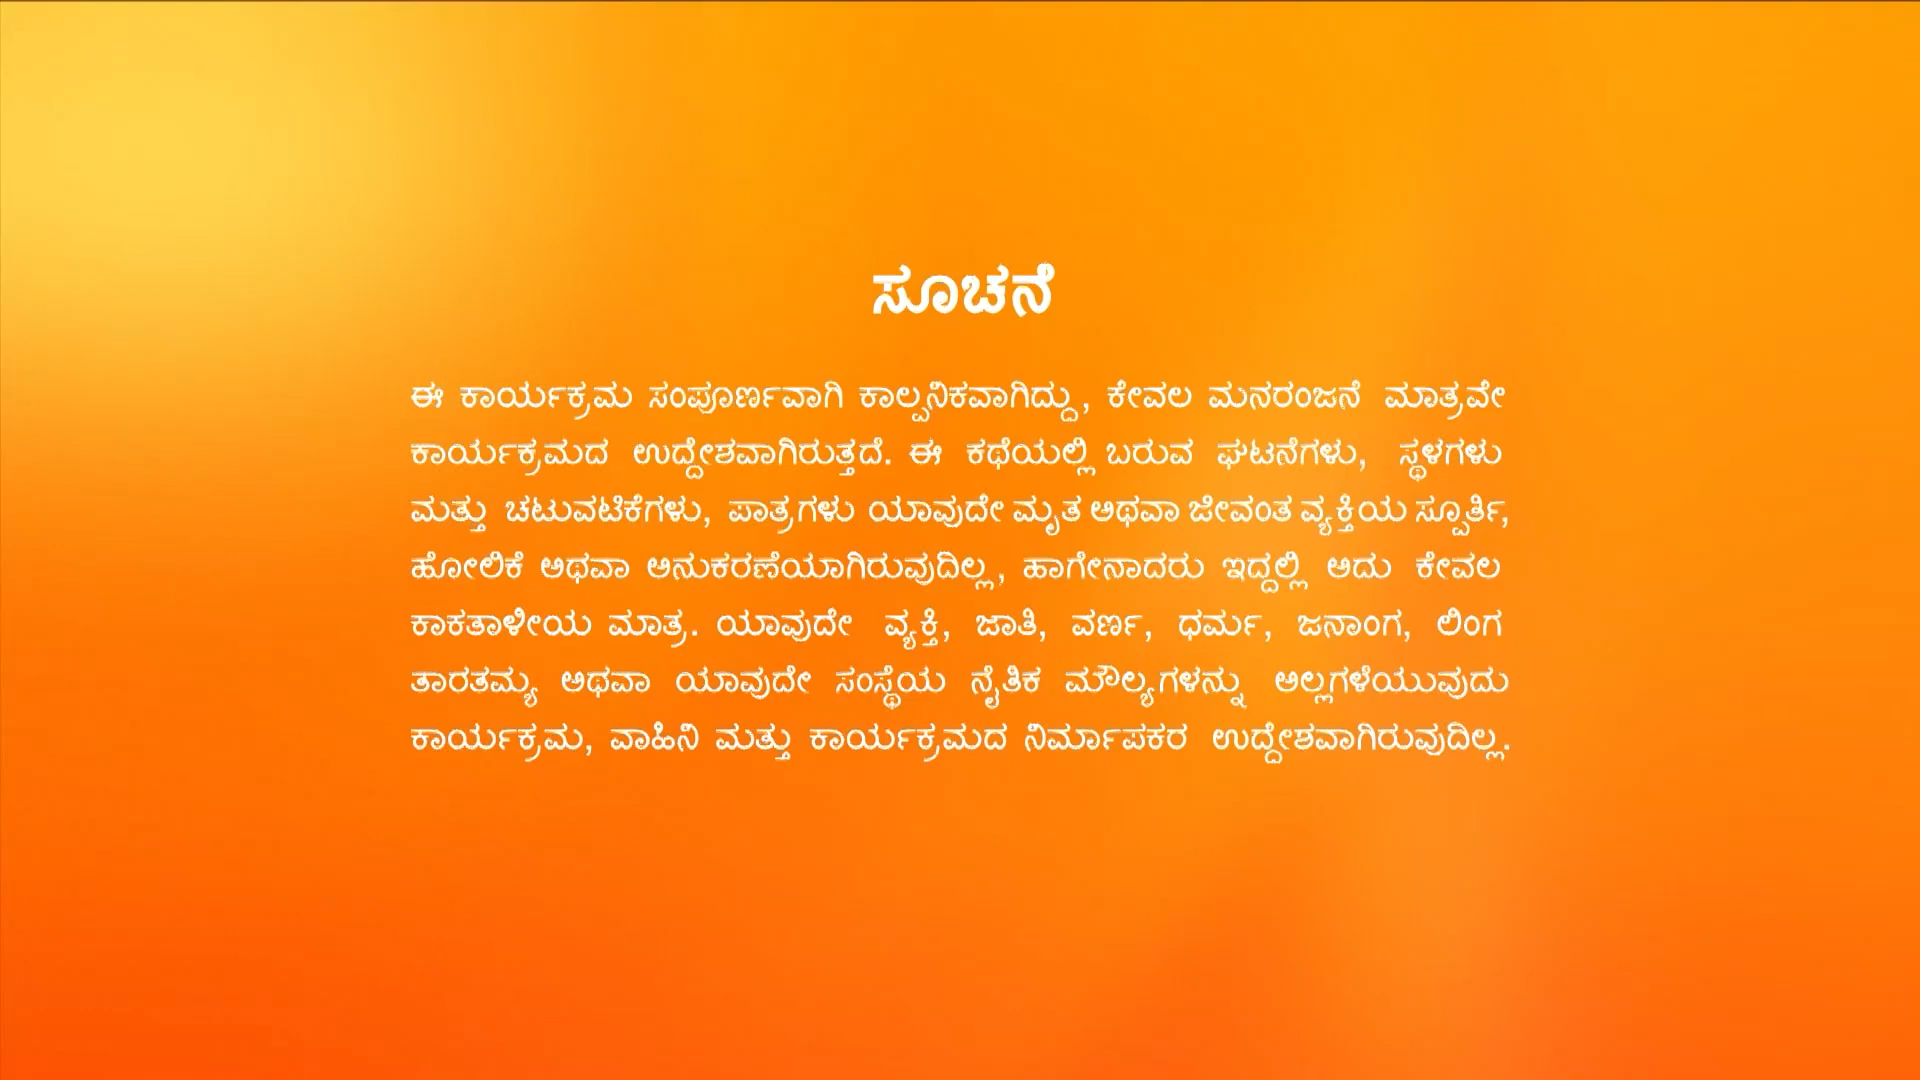 ಸೂಚನೆ
ಈ ಕಾರ್ಯಕ್ರಮ ಸಂಪೂರ್ಣವಾಗಿ ಕಾಲ್ಪನಿಕವಾಗಿದ್ದು, ಕೇವಲ ಮನರಂಜನೆ ಮಾತ್ರವೇ
ಕಾರ್ಯಕ್ರಮದ ಉದ್ದೇಶವಾಗಿರುತ್ತದೆ. ಈ ಕಥೆಯಲ್ಲಿ ಬರುವ ಘಟನೆಗಳು, ಸ್ಥಳಗಳು
ಮತ್ತು ಚಟುವಟಿಕೆಗಳು, ಪಾತ್ರಗಳು ಯಾವುದೇ ಮೃತ ಅಥವಾ ಜೀವಂತ ವ್ಯಕ್ತಿಯ ಸ್ಪೂರ್ತಿ,
ಹೋಲಿಕೆ ಅಥವಾ ಅನುಕರಣೆಯಾಗಿರುವುದಿಲ್ಲ, ಹಾಗೇನಾದರು ಇದ್ದಲ್ಲಿ ಅದು ಕೇವಲ
ಕಾಕತಾಳೀಯ ಮಾತ್ರ. ಯಾವುದೇ ವ್ಯಕ್ತಿ, ಜಾತಿ, ವರ್ಣ, ಧರ್ಮ, ಜನಾಂಗ, ಲಿಂಗ
ತಾರತಮ್ಯ ಅಥವಾ ಯಾವುದೇ ಸಂಸ್ಥೆಯ ನೈತಿಕ ಮೌಲ್ಯಗಳನ್ನು ಅಲ್ಲಗಳೆಯುವುದು
ಕಾರ್ಯಕ್ರಮ, ವಾಹಿನಿ ಮತ್ತು ಕಾರ್ಯಕ್ರಮದ ನಿರ್ಮಾಪಕರ ಉದ್ದೇಶವಾಗಿರುವುದಿಲ್ಲ.